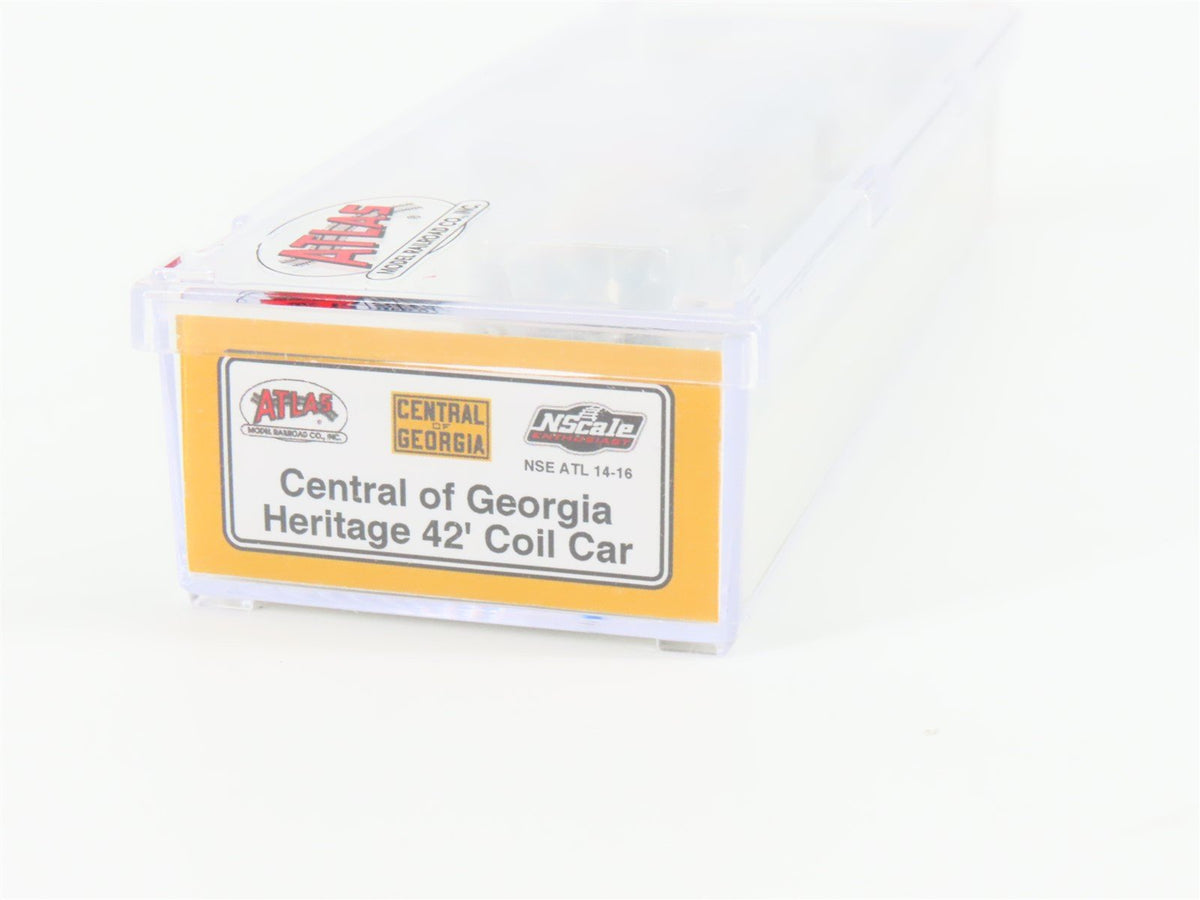 ATLAS
®
MODEL RAILROAD CO., INC.
ATLAS
®
MODEL RAILROAD CO., INC.
CENTRAL
OF
GEORGIA
NScale
ENTHUSIAST
NSE ATL 14-16
Central of Georgia
Heritage 42' Coil Car